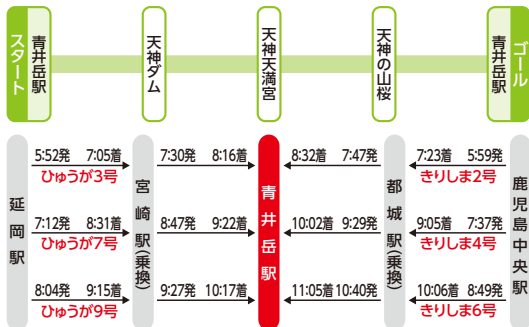 スタート
青井岳駅
天神ダム
天神天満宮
天神の山桜
青井岳駅
ゴール
延岡駅
5:52発 7:05着
ひゅうが3号
7:12発 8:31着
ひゅうが7号
8:04発 9:15着
ひゅうが9号
宮崎駅(乗換)
7:30発 8:16着
8:47発 9:22着
9:27発 10:17着
青井岳駅
8:32着 7:47発
10:02着 9:29発
11:05着 10:40発
都城駅(乗換)
7:23着 5:59発
きりしま2号
9:05着 7:37発
きりしま4号
10:06着 8:49発
きりしま6号
鹿児島中央駅